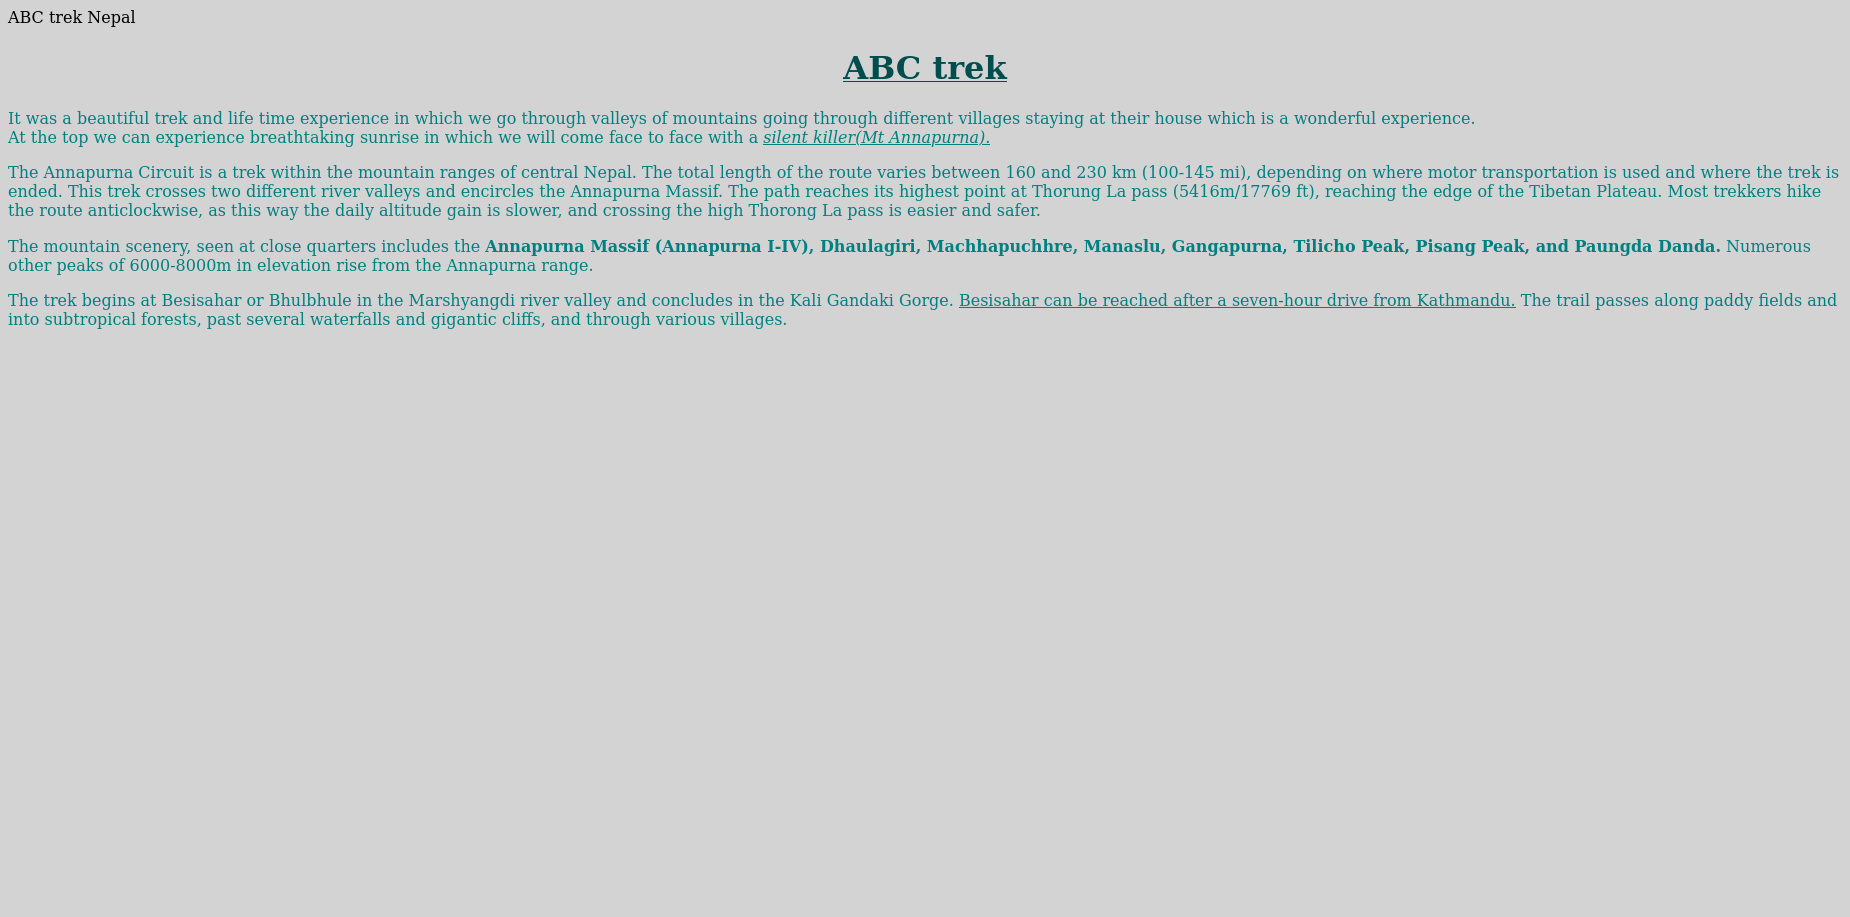 ABC trek Nepal
ABC trek
It was a beautiful trek and life time experience in which we go through valleys of mountains going through different villages staying at their house which is a wonderful experience.
At the top we can experience breathtaking sunrise in which we will come face to face with a silent killer(Mt Annapurna).
The Annapurna Circuit is a trek within the mountain ranges of central Nepal. The total length of the route varies between 160 and 230 km (100-145 mi), depending on where motor transportation is used and where the trek is
ended. This trek crosses two different river valleys and encircles the Annapurna Massif. The path reaches its highest point at Thorung La pass (5416m/17769 ft), reaching the edge of the Tibetan Plateau. Most trekkers hike
the route anticlockwise, as this way the daily altitude gain is slower, and crossing the high Thorong La pass is easier and safer.
The mountain scenery, seen at close quarters includes the Annapurna Massif (Annapurna I-IV), Dhaulagiri, Machhapuchhre, Manaslu, Gangapurna, Tilicho Peak, Pisang Peak, and Paungda Danda. Numerous
other peaks of 6000-8000m in elevation rise from the Annapurna range.
The trek begins at Besisahar or Bhulbhule in the Marshyangdi river valley and concludes in the Kali Gandaki Gorge. Besisahar can be reached after a seven-hour drive from Kathmandu. The trail passes along paddy fields and
into subtropical forests, past several waterfalls and gigantic cliffs, and through various villages.